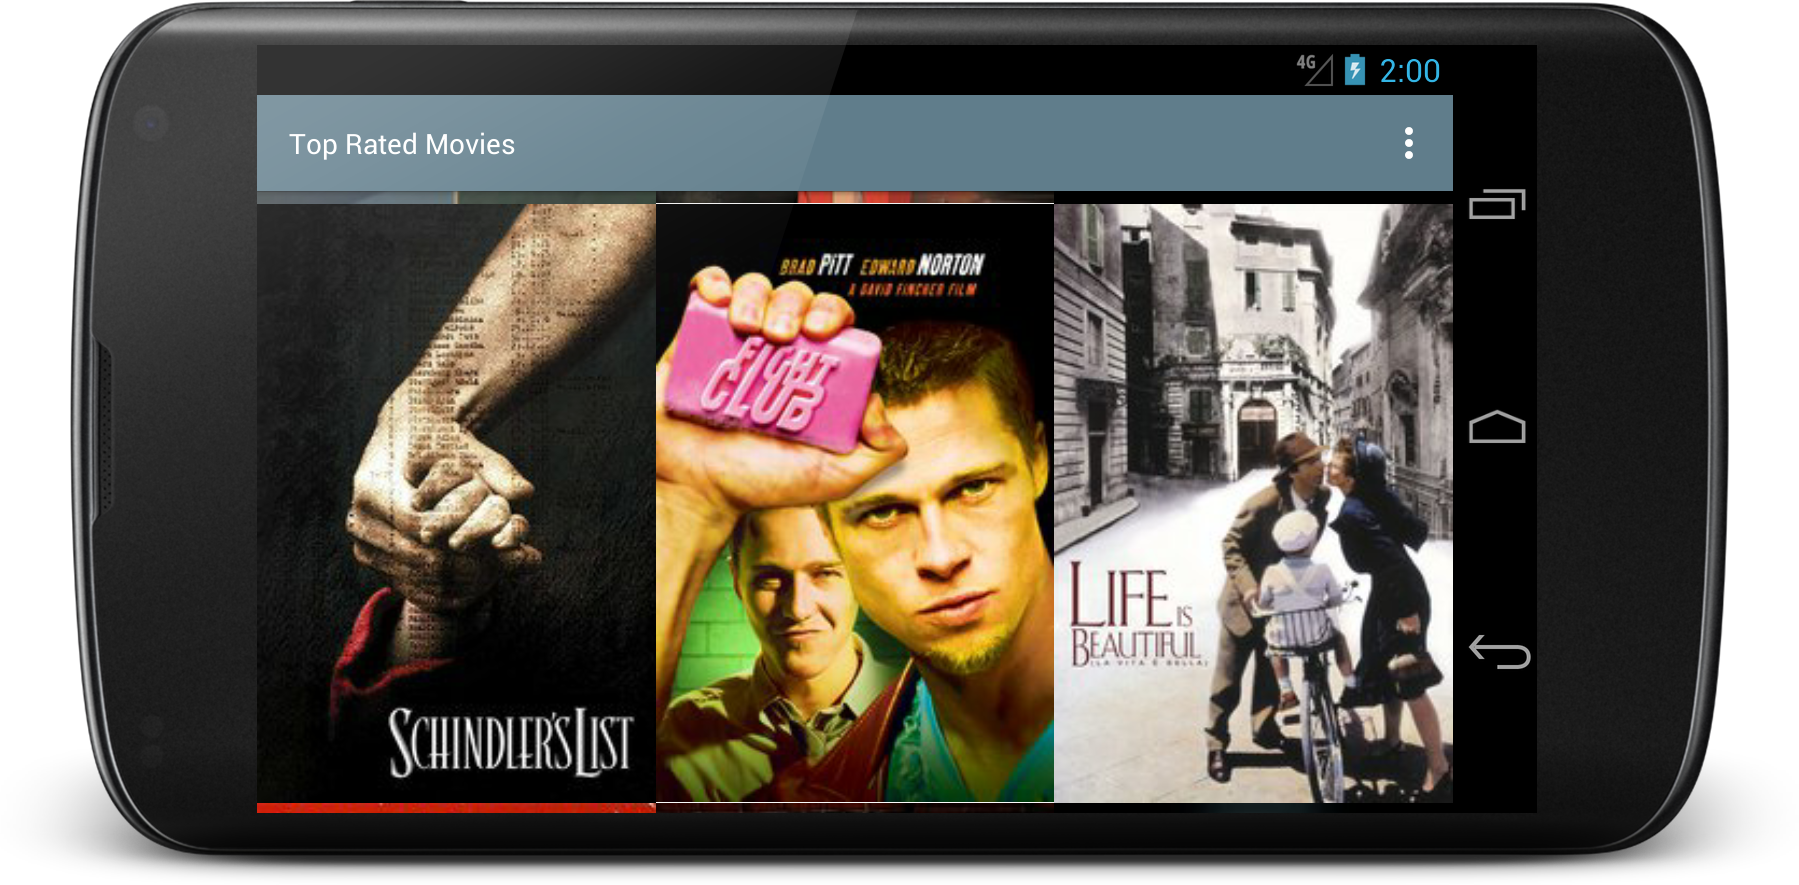 4G
2:00
Top Rated Movies
SCHINDLER'S LIST
BRAD PITT EDWARD NORTON
A DAVID FINCHER FILM
FIGHT
CLUB
LIFE IS
BEAUTIFUL
(LA VITA È BELLA)